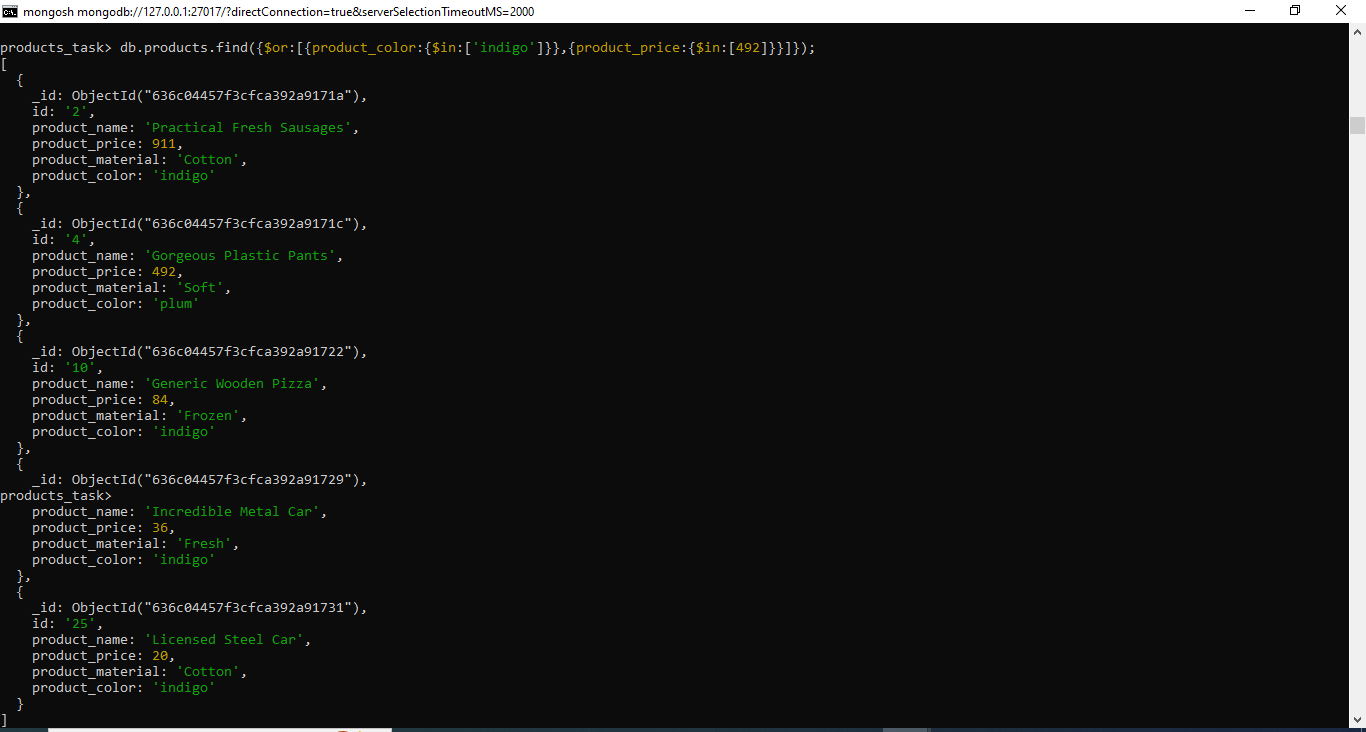 mongosh mongodb://127.0.0.1:27017/?directConnection=true&serverSelectionTimeoutMS=2000
products_task> db.products.find({$or:[{product_color:{$in:['indigo']}},{product_price:{$in:[492]}}]});
[
  {
    _id: ObjectId("636c04457f3cfca392a9171a"),
    id: '2',
    product_name: 'Practical Fresh Sausages',
    product_price: 911,
    product_material: 'Cotton',
    product_color: 'indigo'
  },
  {
    _id: ObjectId("636c04457f3cfca392a9171c"),
    id: '4',
    product_name: 'Gorgeous Plastic Pants',
    product_price: 492,
    product_material: 'Soft',
    product_color: 'plum'
  },
  {
    _id: ObjectId("636c04457f3cfca392a91722"),
    id: '10',
    product_name: 'Generic Wooden Pizza',
    product_price: 84,
    product_material: 'Frozen',
    product_color: 'indigo'
  },
  {
    _id: ObjectId("636c04457f3cfca392a91729"),
products_task>
    product_name: 'Incredible Metal Car',
    product_price: 36,
    product_material: 'Fresh',
    product_color: 'indigo'
  },
  {
    _id: ObjectId("636c04457f3cfca392a91731"),
    id: '25',
    product_name: 'Licensed Steel Car',
    product_price: 20,
    product_material: 'Cotton',
    product_color: 'indigo'
  }
]